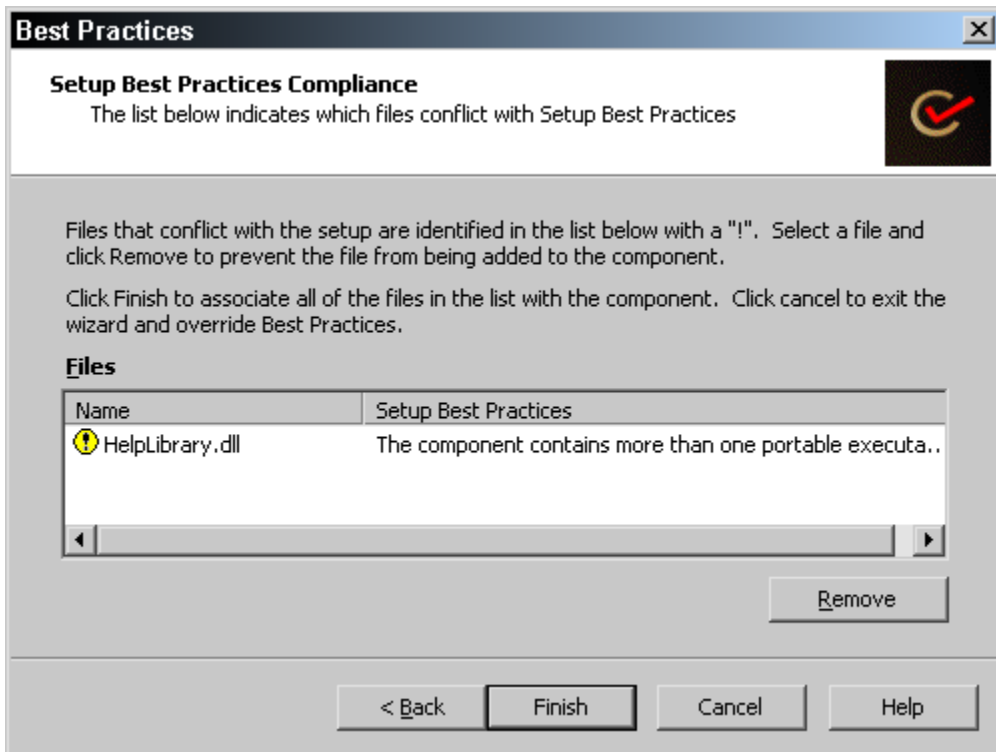 Best Practices
Setup Best Practices Compliance
The list below indicates which files conflict with Setup Best Practices
Files that conflict with the setup are identified in the list below with a "!".  Select a file and
click Remove to prevent the file from being added to the component.
Click Finish to associate all of the files in the list with the component.  Click cancel to exit the
wizard and override Best Practices.
Files
Name Setup Best Practices
HelpLibrary.dll The component contains more than one portable executa..
Remove
< Back Finish Cancel Help